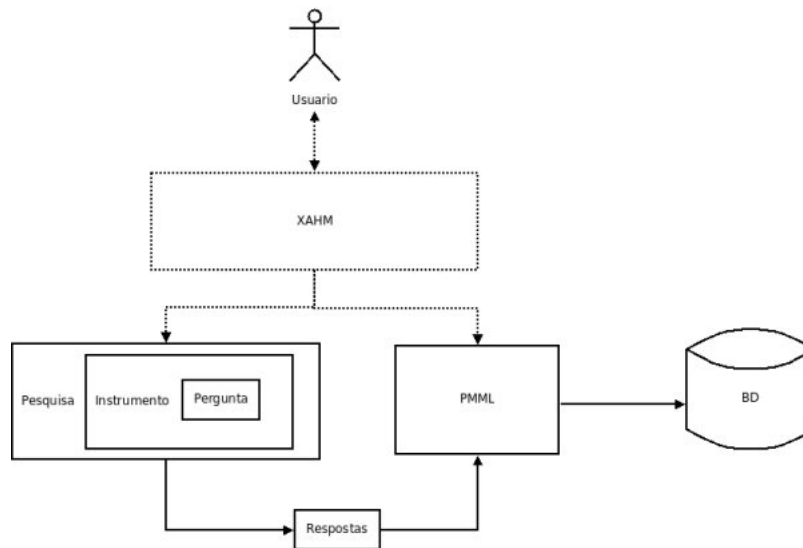 Usuario
XAHM
Pesquisa
Instrumento
Pergunta
PMML
BD
Respostas